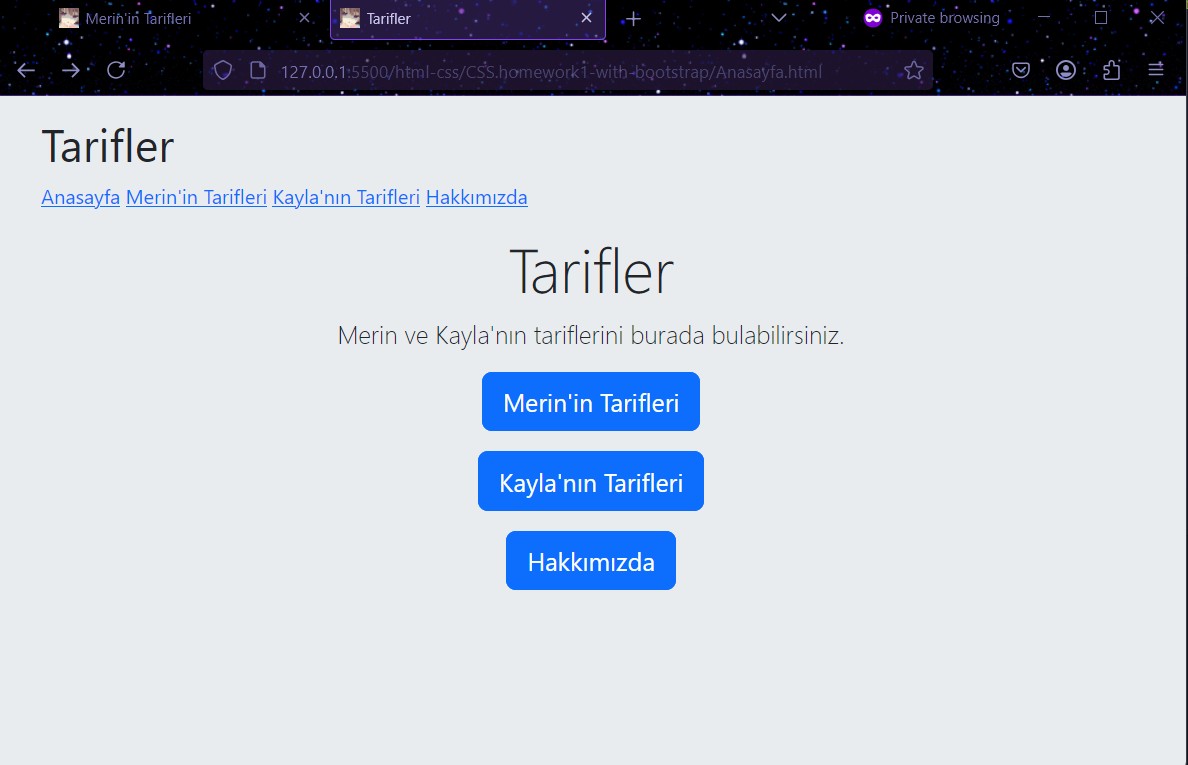 Merin'in Tarifleri
Tarifler
Private browsing
127.0.0.1:5500/html-css/CSS.homework1-with-bootstrap/Anasayfa.html
Tarifler
Anasayfa Merin'in Tarifleri Kayla'nın Tarifleri Hakkımızda
Tarifler
Merin ve Kayla'nın tariflerini burada bulabilirsiniz.
Merin'in Tarifleri
Kayla'nın Tarifleri
Hakkımızda